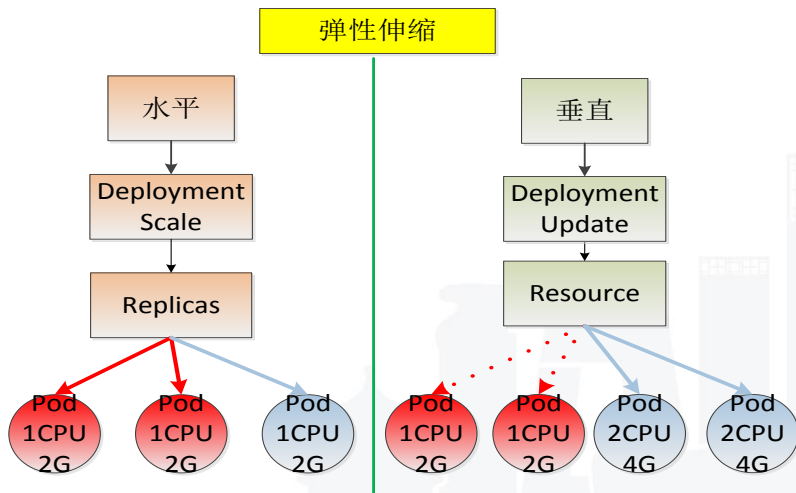 弹性伸缩
水平
Deployment
Scale
Replicas
Pod
1CPU
2G
Pod
1CPU
2G
Pod
1CPU
2G
垂直
Deployment
Update
Resource
Pod
1CPU
2G
Pod
1CPU
2G
Pod
2CPU
4G
Pod
2CPU
4G